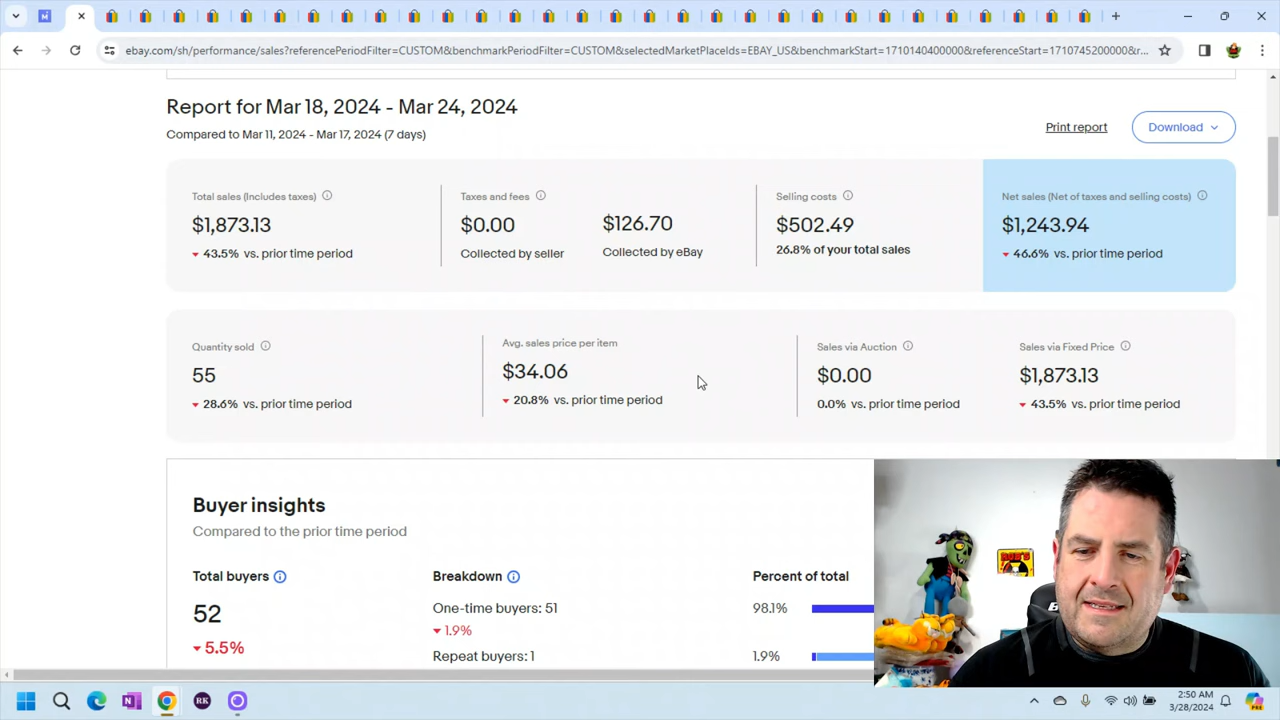 ebay.com/sh/performance/sales?referencePeriodFilter=CUSTOM&benchmarkPeriodFilter=CUSTOM&selectedMarketPlaceIds=EBAY_US&benchmarkStart=1710140400000&referenceStart=1710745200000&r...
Report for Mar 18, 2024 - Mar 24, 2024
Compared to Mar 11, 2024 - Mar 17, 2024 (7 days)
Print report
Download
Total sales (Includes taxes)
$1,873.13
43.5% vs. prior time period
Taxes and fees
$0.00
Collected by seller
$126.70
Collected by eBay
Selling costs
$502.49
26.8% of your total sales
Net sales (Net of taxes and selling costs)
$1,243.94
46.6% vs. prior time period
Quantity sold
55
28.6% vs. prior time period
Avg. sales price per item
$34.06
20.8% vs. prior time period
Sales via Auction
$0.00
0.0% vs. prior time period
Sales via Fixed Price
$1,873.13
43.5% vs. prior time period
Buyer insights
Compared to the prior time period
Total buyers
52
5.5%
Breakdown
One-time buyers: 51
1.9%
Repeat buyers: 1
Percent of total
98.1%
1.9%
RK
2:50 AM
3/28/2024
PRE